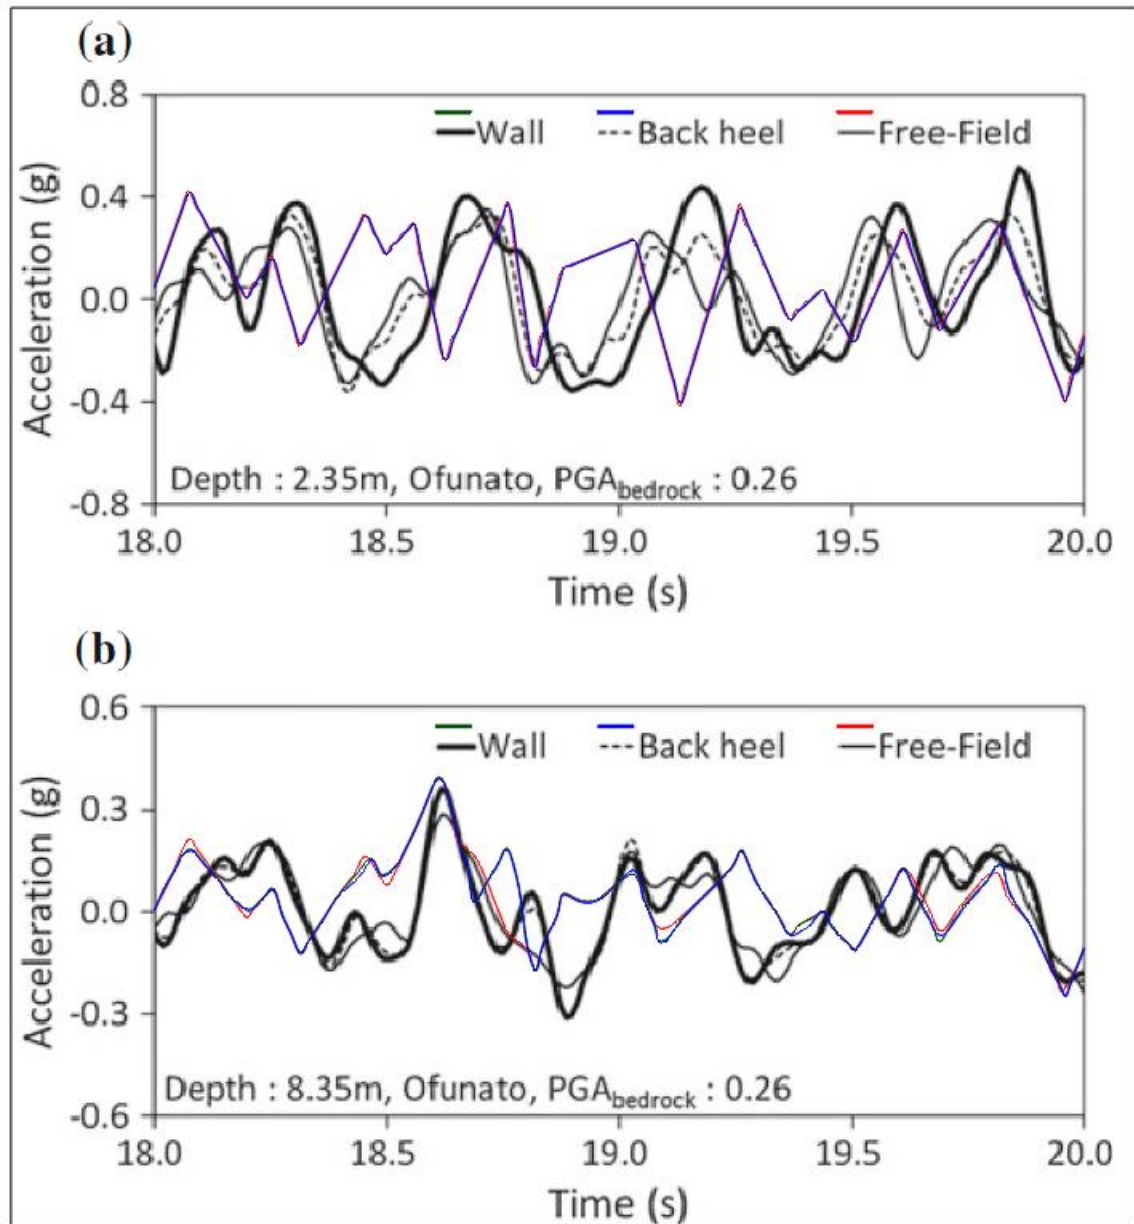 (a)
0.8
Wall Back heel Free-Field
0.4
0.0
-0.4
-0.8
Acceleration (g)
Depth : 2.35m, Ofunato, PGAbedrock : 0.26
18.0 18.5 19.0 19.5 20.0
Time (s)
(b)
0.6
Wall Back heel Free-Field
0.3
0.0
-0.3
-0.6
Acceleration (g)
Depth : 8.35m, Ofunato, PGAbedrock : 0.26
18.0 18.5 19.0 19.5 20.0
Time (s)